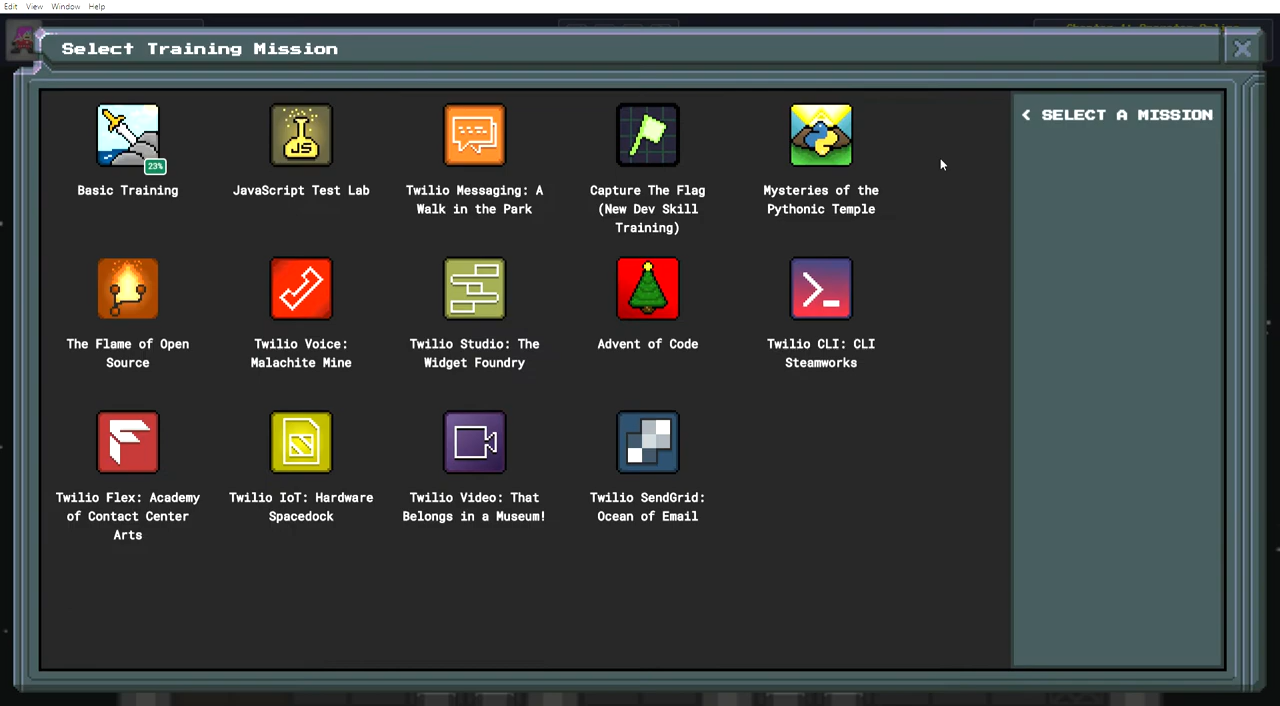 Edit View Window Help
Select Training Mission
< SELECT A MISSION
23%
Basic Training
JS
JavaScript Test Lab
Twilio Messaging: A
Walk in the Park
Capture The Flag
(New Dev Skill
Training)
Mysteries of the
Pythonic Temple
The Flame of Open
Source
Twilio Voice:
Malachite Mine
Twilio Studio: The
Widget Foundry
Advent of Code
Twilio CLI: CLI
Steamworks
Twilio Flex: Academy
of Contact Center
Arts
Twilio IoT: Hardware
Spacedock
Twilio Video: That
Belongs in a Museum!
Twilio SendGrid:
Ocean of Email